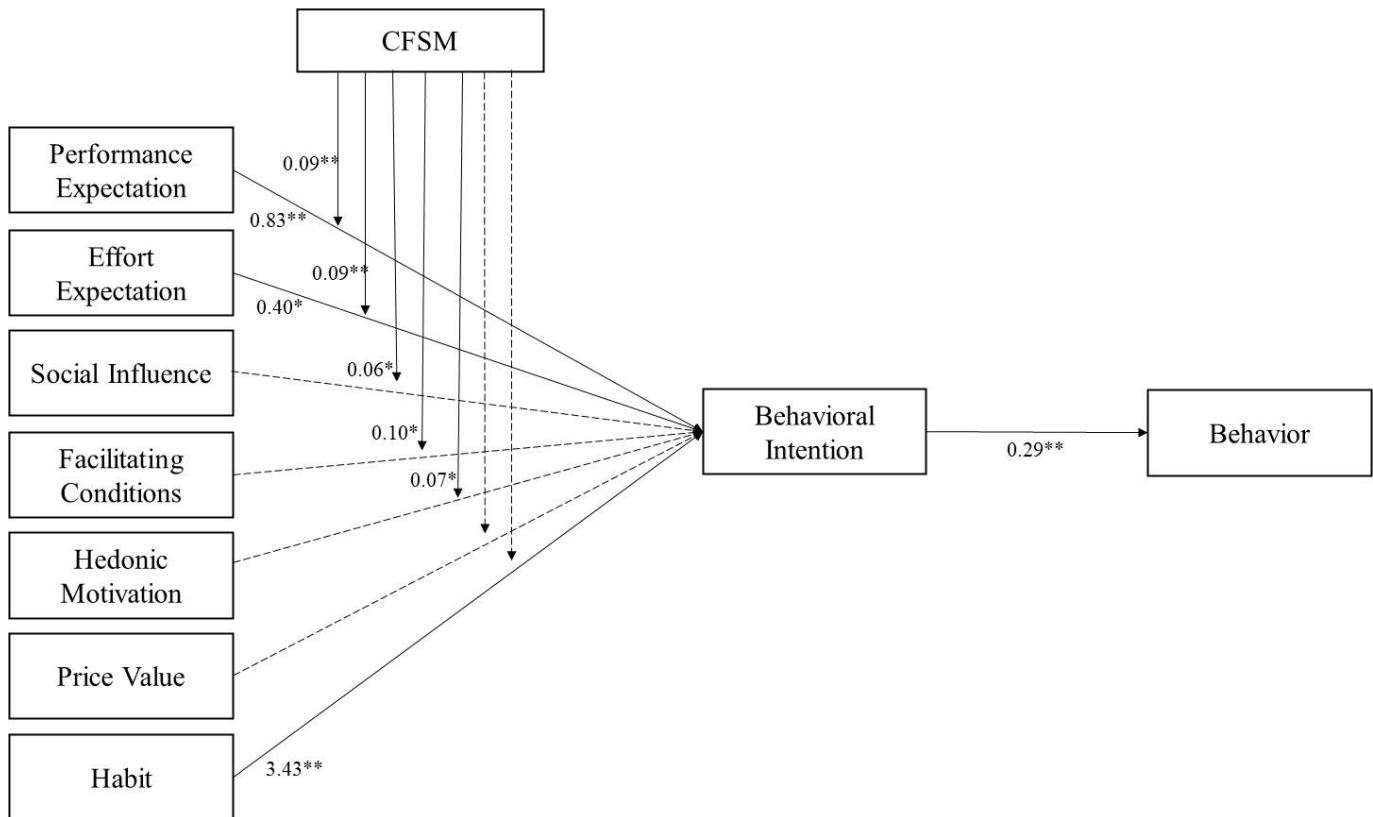 CFSM
Performance
Expectation
0.09**
0.83**
Effort
Expectation
0.09**
0.40*
Social Influence
0.06*
Facilitating
Conditions
0.10*
0.07*
Hedonic
Motivation
Price Value
Habit
3.43**
Behavioral
Intention
0.29**
Behavior